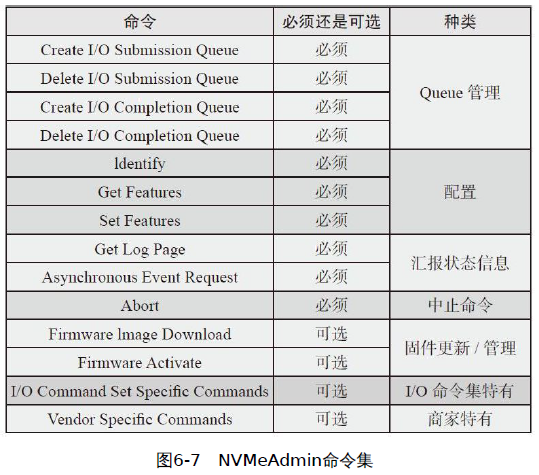 命令 必须还是可选 种类
Create I/O Submission Queue 必须
Delete I/O Submission Queue 必须
Queue 管理
Create I/O Completion Queue 必须
Delete I/O Completion Queue 必须
Identify 必须
Get Features 必须 配置
Set Features 必须
Get Log Page 必须
汇报状态信息
Asynchronous Event Request 必须
Abort 必须 中止命令
Firmware Image Download 可选
固件更新 / 管理
Firmware Activate 可选
I/O Command Set Specific Commands 可选 I/O 命令集特有
Vendor Specific Commands 可选 商家特有
图6-7 NVMeAdmin命令集